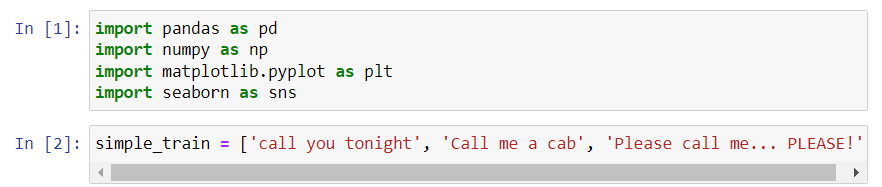 In [1]: import pandas as pd
import numpy as np
import matplotlib.pyplot as plt
import seaborn as sns
In [2]: simple_train = ['call you tonight', 'Call me a cab', 'Please call me... PLEASE!'